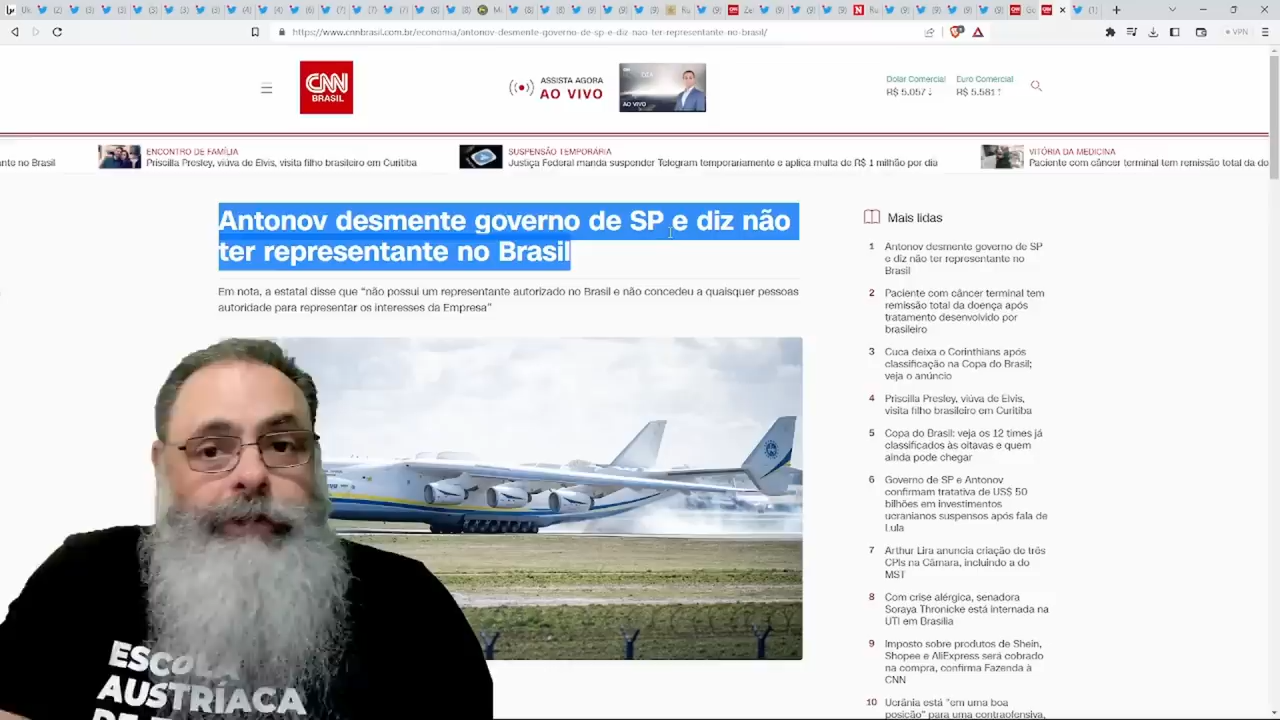 https://www.cnnbrasil.com.br/economia/antonov-desmente-governo-de-sp-e-diz-nao-ter-representante-no-brasil/
VPN
CNN
BRASIL
ASSISTA AGORA
AO VIVO
AO VIVO
Dólar Comercial
R$ 5.057↓
Euro Comercial
R$ 5.581↑
nte no Brasil
ENCONTRO DE FAMÍLIA
Priscilla Presley, viúva de Elvis, visita filho brasileiro em Curitiba
SUSPENSÃO TEMPORÁRIA
Justiça Federal manda suspender Telegram temporariamente e aplica multa de R$ 1 milhão por dia
VITÓRIA DA MEDICINA
Paciente com câncer terminal tem remissão total da do
Antonov desmente governo de SP e diz não
ter representante no Brasil
Em nota, a estatal disse que “não possui um representante autorizado no Brasil e não concedeu a quaisquer pessoas
autoridade para representar os interesses da Empresa”
Mais lidas
1 Antonov desmente governo de SP
e diz não ter representante no
Brasil
2 Paciente com câncer terminal tem
remissão total da doença após
tratamento desenvolvido por
brasileiro
3 Cuca deixa o Corinthians após
classificação na Copa do Brasil;
veja o anúncio
4 Priscilla Presley, viúva de Elvis,
visita filho brasileiro em Curitiba
5 Copa do Brasil: veja os 12 times já
classificados às oitavas e quem
ainda pode chegar
6 Governo de SP e Antonov
confirmam tratativa de US$ 50
bilhões em investimentos
ucranianos suspensos após fala de
Lula
7 Arthur Lira anuncia criação de três
CPIs na Câmara, incluindo a do
MST
8 Com crise alérgica, senadora
Soraya Thronicke está internada na
UTI em Brasília
9 Imposto sobre produtos de Shein,
Shopee e AliExpress será cobrado
na compra, confirma Fazenda à
CNN
10 Ucrânia está “em uma boa
posição” para uma contraofensiva,
AUSTRÍACA